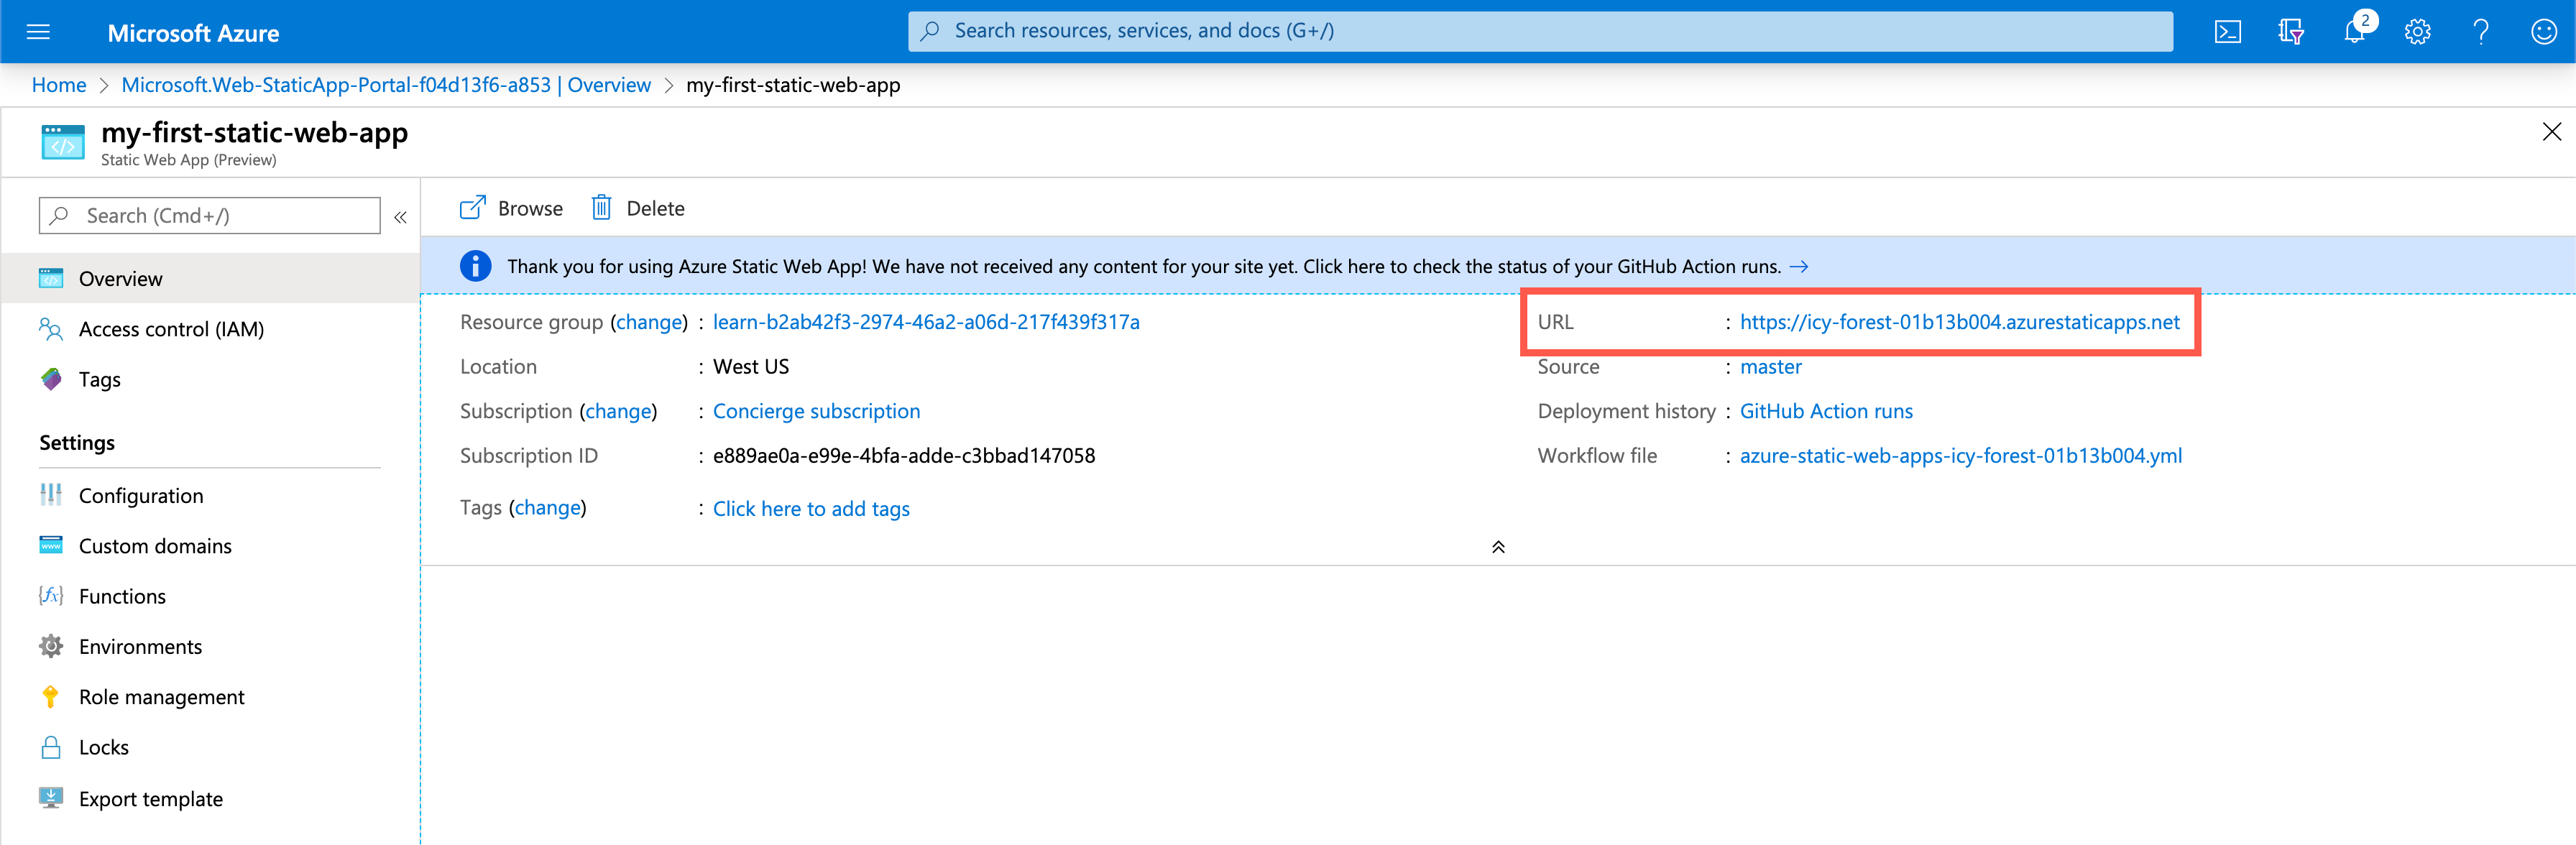 Microsoft Azure
Search resources, services, and docs (G+/)
2
Home > Microsoft.Web-StaticApp-Portal-f04d13f6-a853 | Overview > my-first-static-web-app
my-first-static-web-app
Static Web App (Preview)
Search (Cmd+/)
«
Overview
Access control (IAM)
Tags
Settings
Configuration
Custom domains
Functions
Environments
Role management
Locks
Export template
Browse
Delete
Thank you for using Azure Static Web App! We have not received any content for your site yet. Click here to check the status of your GitHub Action runs. →
Resource group (change) : learn-b2ab42f3-2974-46a2-a06d-217f439f317a
Location : West US
Subscription (change) : Concierge subscription
Subscription ID : e889ae0a-e99e-4bfa-adde-c3bbad147058
Tags (change) : Click here to add tags
URL : https://icy-forest-01b13b004.azurestaticapps.net
Source : master
Deployment history : GitHub Action runs
Workflow file : azure-static-web-apps-icy-forest-01b13b004.yml